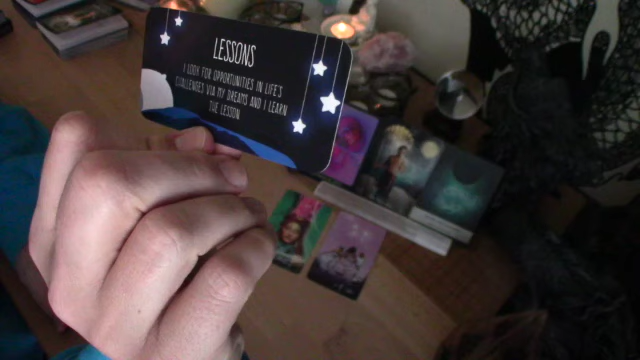 LESSONS
I LOOK FOR OPPORTUNITIES IN LIFE'S
CHALLENGES VIA MY DREAMS AND I LEARN
THE LESSON